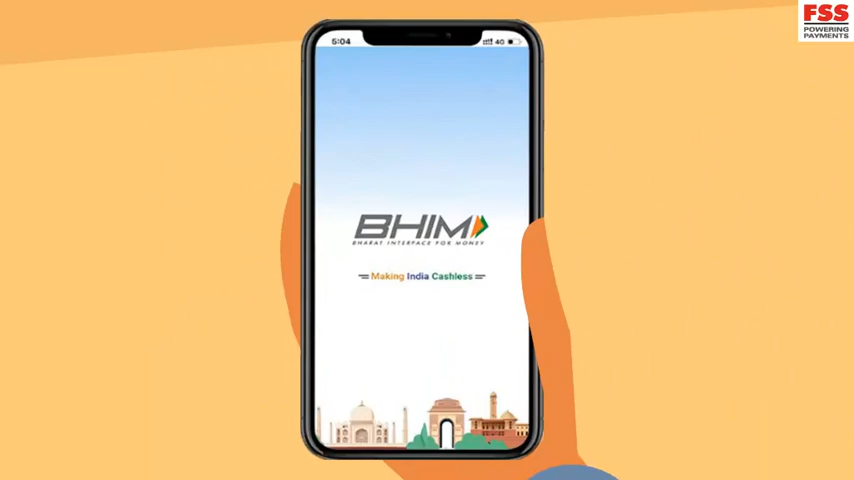 FSS
POWERING
PAYMENTS
5:04
4G
BHIM
BHARAT INTERFACE FOR MONEY
Making India Cashless